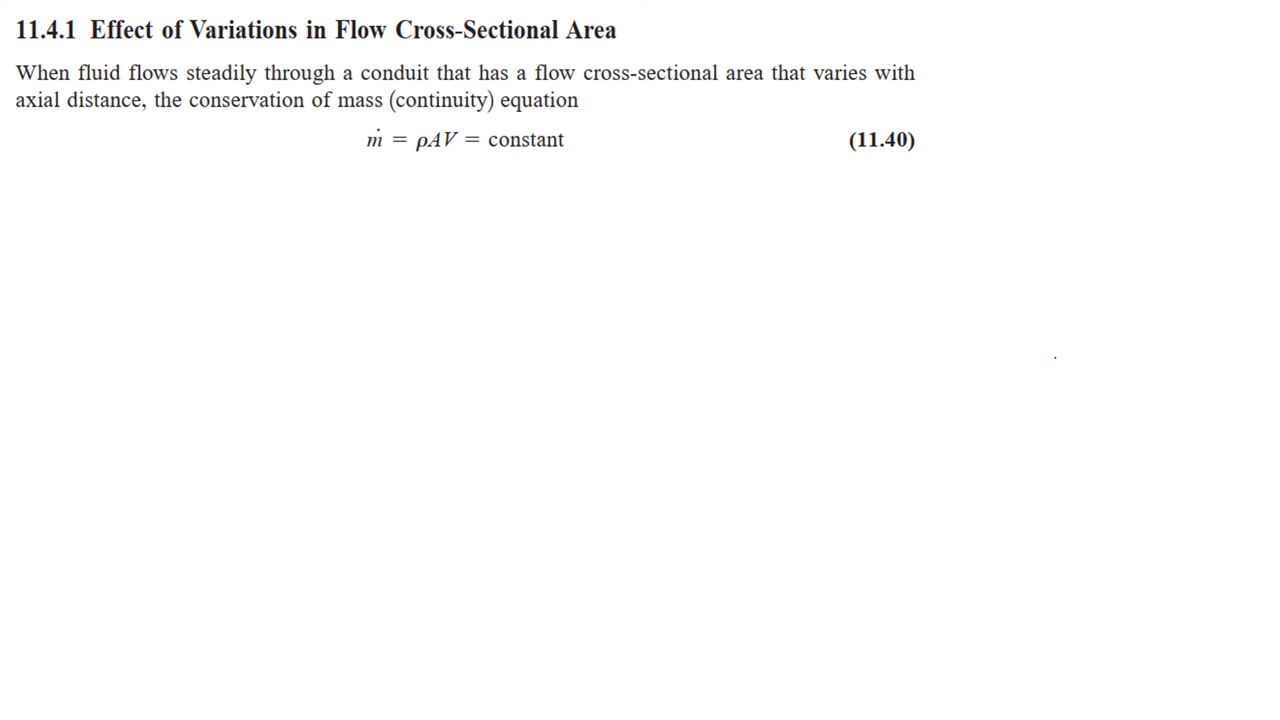 11.4.1 Effect of Variations in Flow Cross-Sectional Area
When fluid flows steadily through a conduit that has a flow cross-sectional area that varies with
axial distance, the conservation of mass (continuity) equation
ṁ = ρAV = constant (11.40)